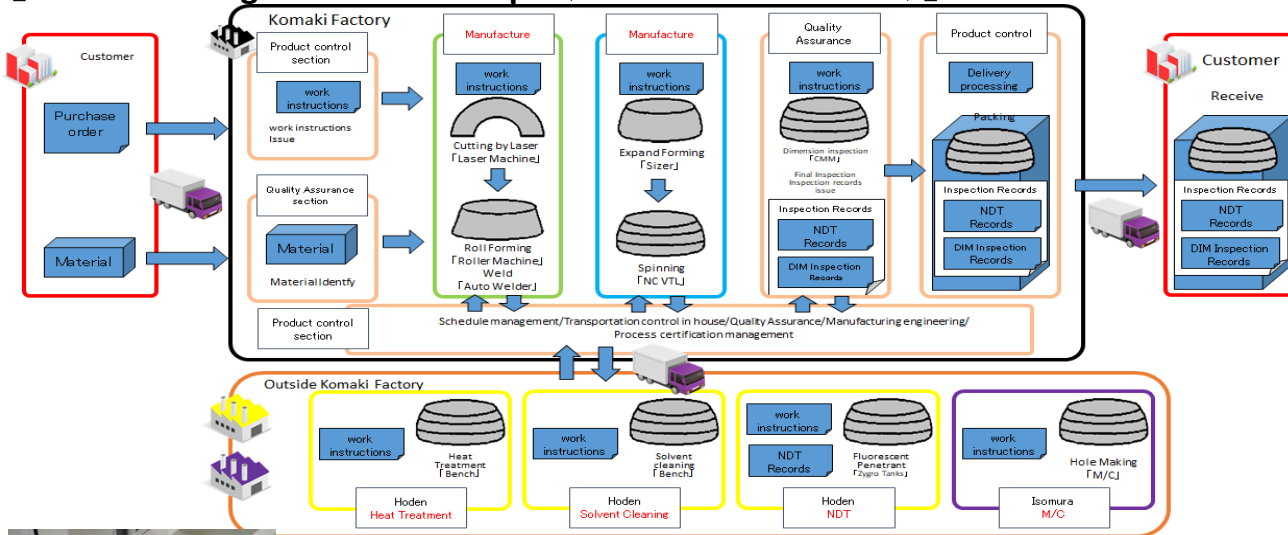 Komaki Factory
Customer
Purchase
order
Material
Product control
section
work
instructions
work instructions
Issue
Quality Assurance
section
Material
Material Identfy
Manufacture
work
instructions
Cutting by Laser
「Laser Machine」
Roll Forming
「Roller Machine」
Weld
「Auto Welder」
Manufacture
work
instructions
Expand Forming
「Sizer」
Spinning
「NC VTL」
Quality
Assurance
work
instructions
Dimension inspection
「CMM」
Final Inspection
Inspection records
issue
Inspection Records
NDT
Records
DIM Inspection
Records
Product control
Delivery
processing
Packing
Inspection Records
NDT
Records
DIM Inspection
Records
Customer
Receive
Inspection Records
NDT
Records
DIM Inspection
Records
Product control
section
Schedule management/Transportation control in house/Quality Assurance/Manufacturing engineering/
Process certification management
Outside Komaki Factory
work
instructions
Heat
Treatment
「Bench」
Hoden
Heat Treatment
work
instructions
Solvent
cleaning
「Bench」
Hoden
Solvent Cleaning
work
instructions
NDT
Records
Fluorescent
Penetrant
「Zygro Tanks」
Hoden
NDT
work
instructions
Hole Making
「M/C」
Isomura
M/C